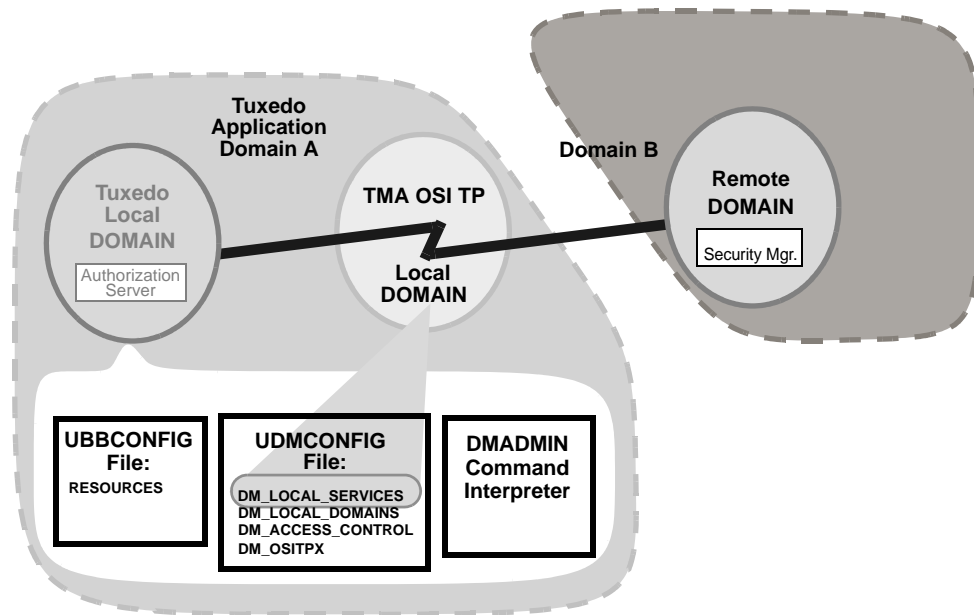 Tuxedo
Application
Domain A
Domain B
Tuxedo
Local
DOMAIN
Authorization
Server
TMA OSI TP
Local
DOMAIN
Remote
DOMAIN
Security Mgr.
UBBCONFIG
File:
RESOURCES
UDMCONFIG
File:
DM_LOCAL_SERVICES
DM_LOCAL_DOMAINS
DM_ACCESS_CONTROL
DM_OSITPX
DMADMIN
Command
Interpreter